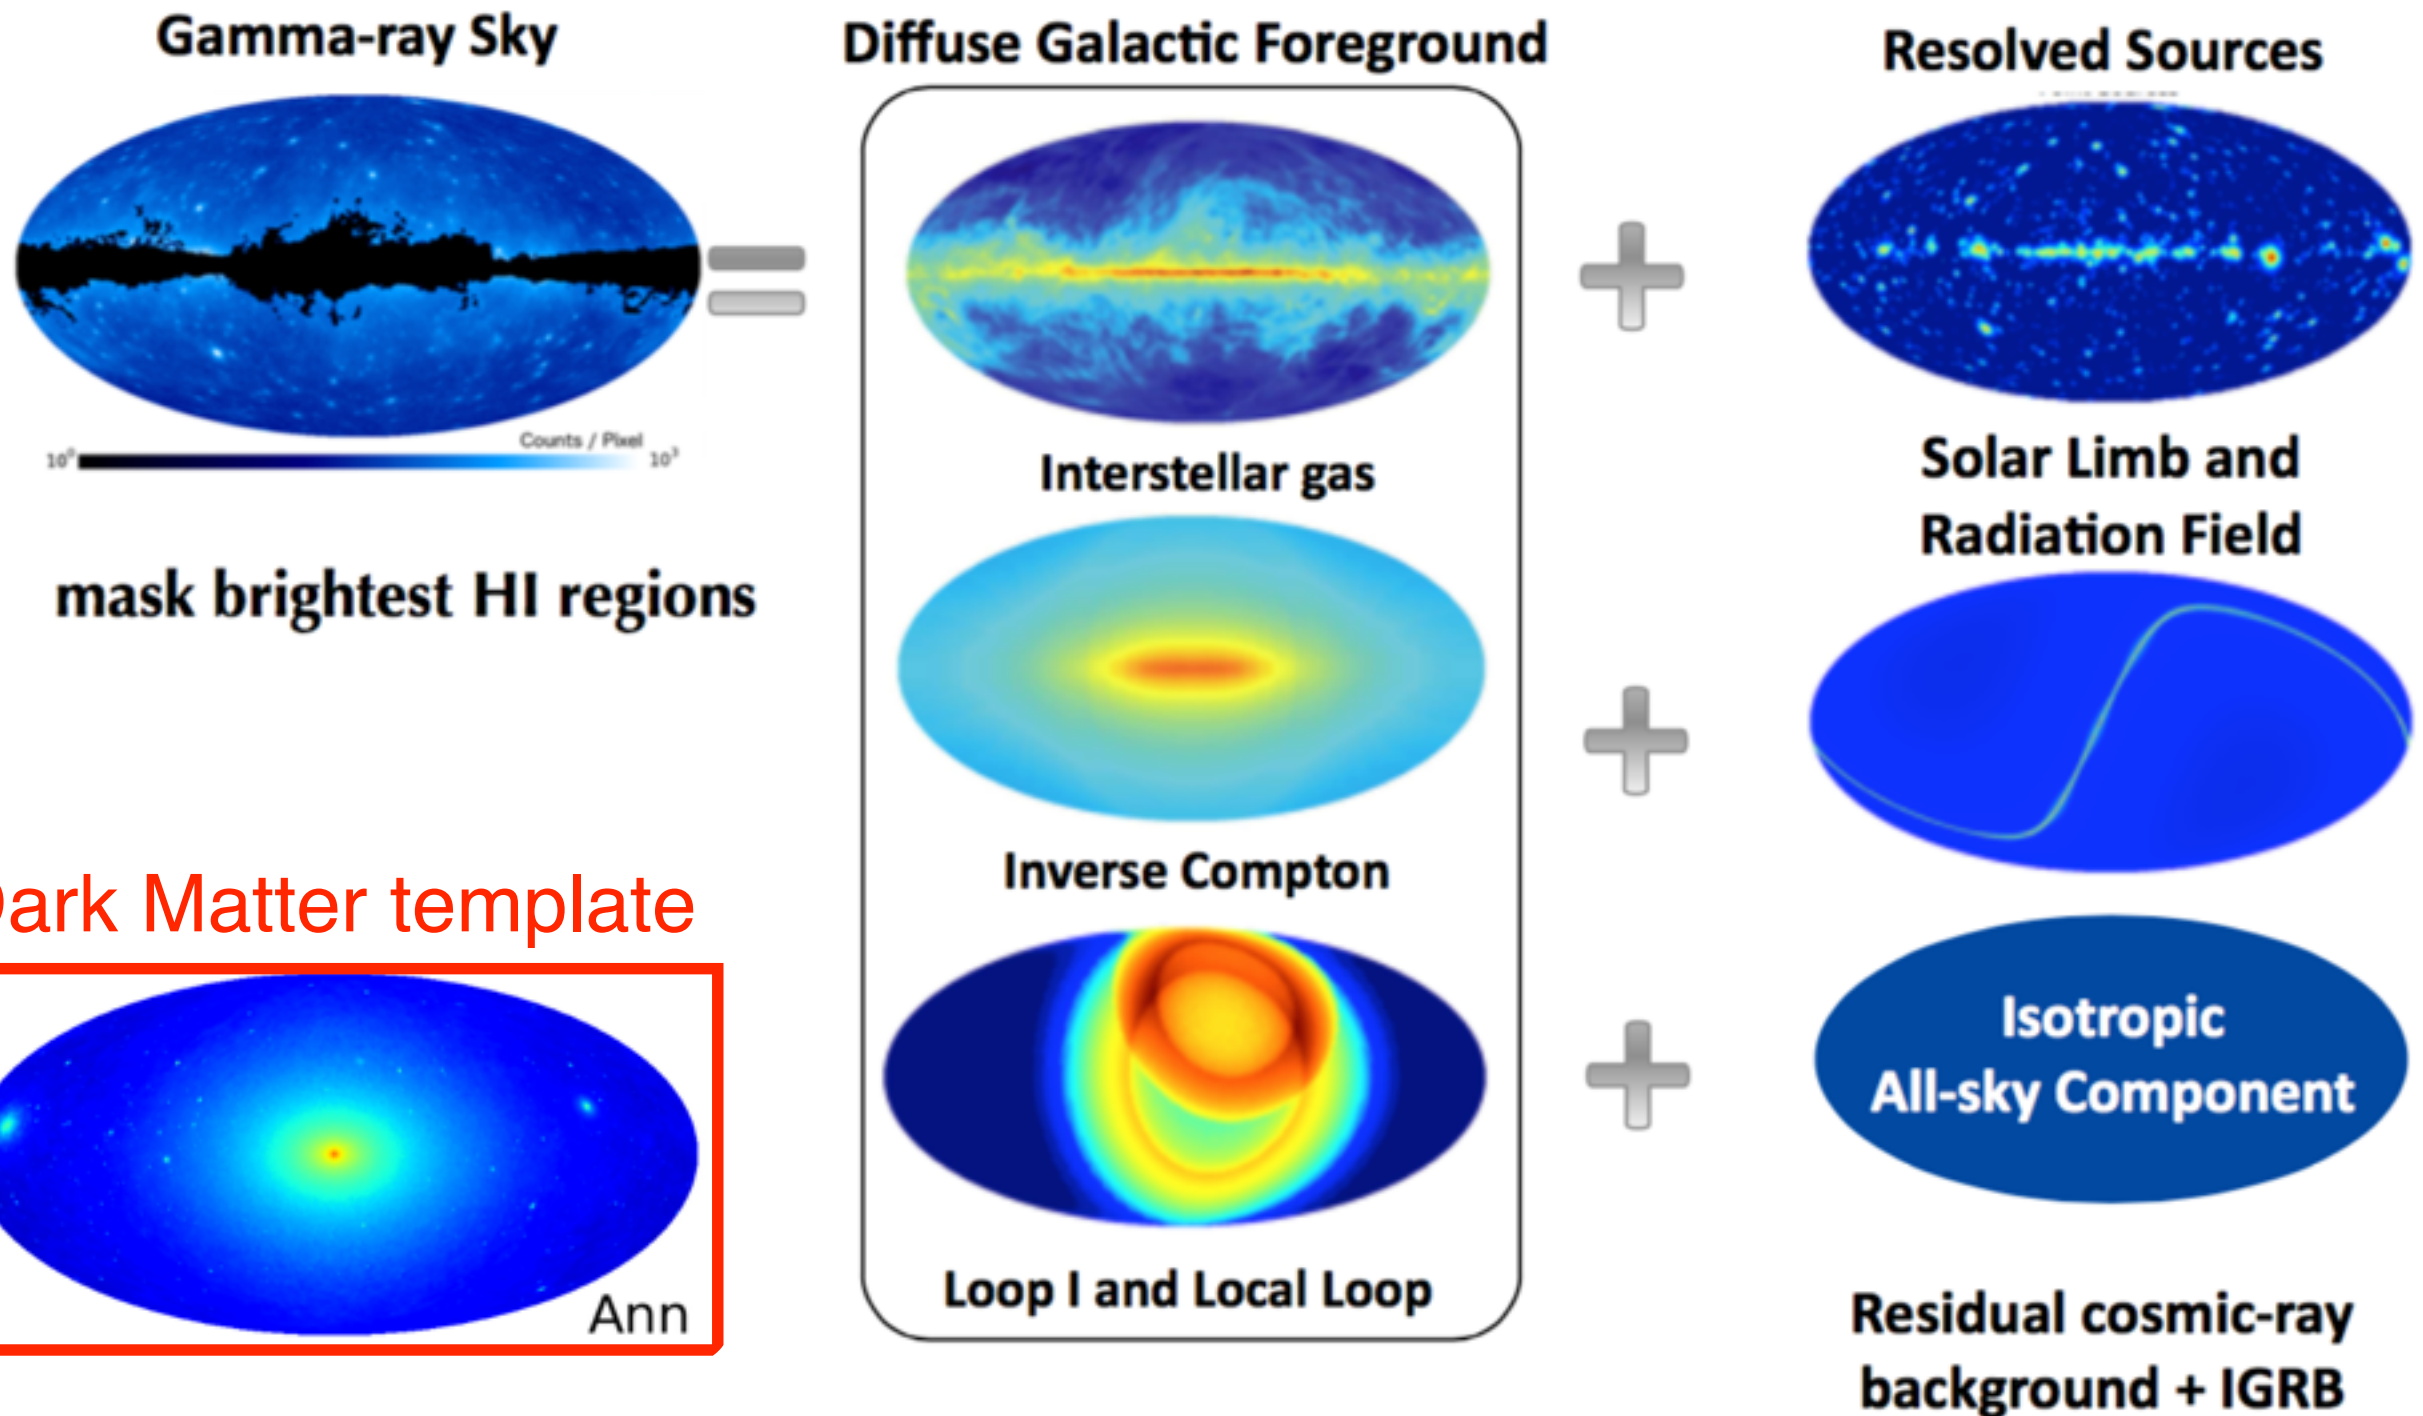 Gamma-ray Sky
Counts / Pixel
10⁰ 10³
mask brightest HI regions
ark Matter template
Ann
Diffuse Galactic Foreground
Interstellar gas
Inverse Compton
Loop I and Local Loop
Resolved Sources
Solar Limb and
Radiation Field
Isotropic
All-sky Component
Residual cosmic-ray
background + IGRB